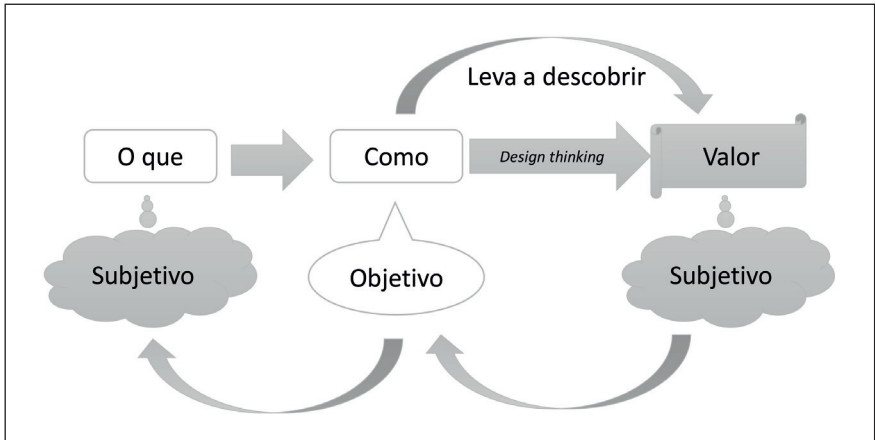 Leva a descobrir
O que
Como
Design thinking
Valor
Subjetivo
Objetivo
Subjetivo